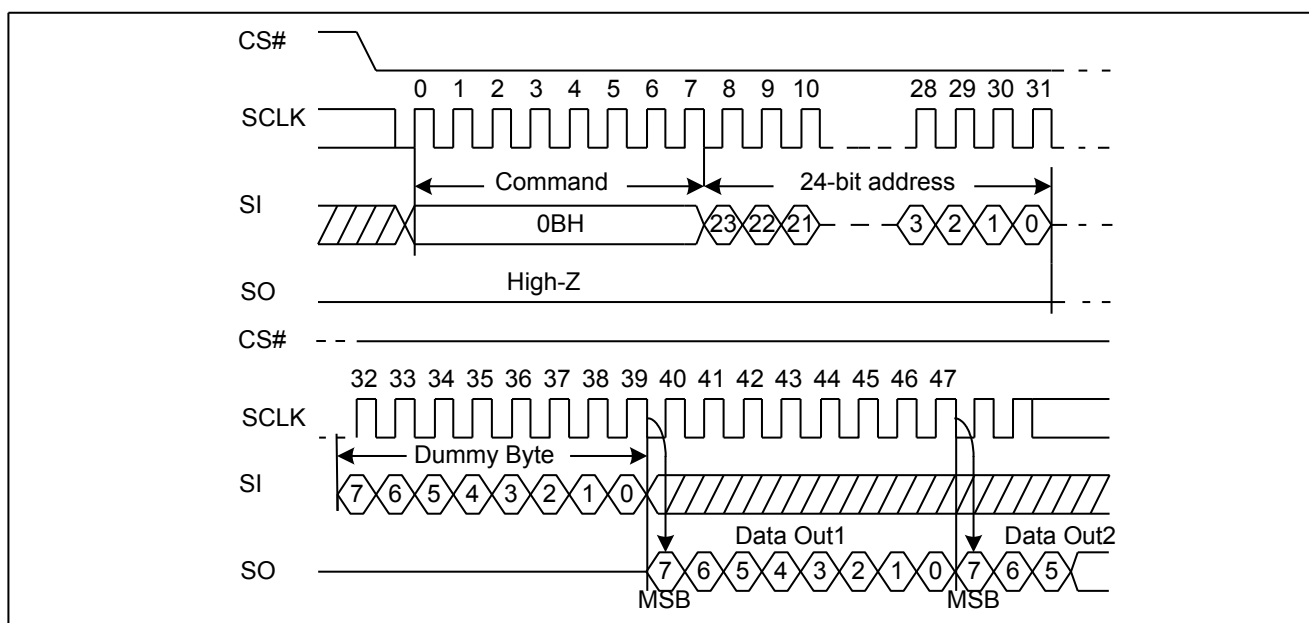 CS#
0 1 2 3 4 5 6 7 8 9 10 28 29 30 31
SCLK
Command 24-bit address
SI
0BH 23 22 21 3 2 1 0
High-Z
SO
CS#
32 33 34 35 36 37 38 39 40 41 42 43 44 45 46 47
SCLK
Dummy Byte
SI
7 6 5 4 3 2 1 0
Data Out1 Data Out2
SO
7 6 5 4 3 2 1 0 7 6 5
MSB MSB